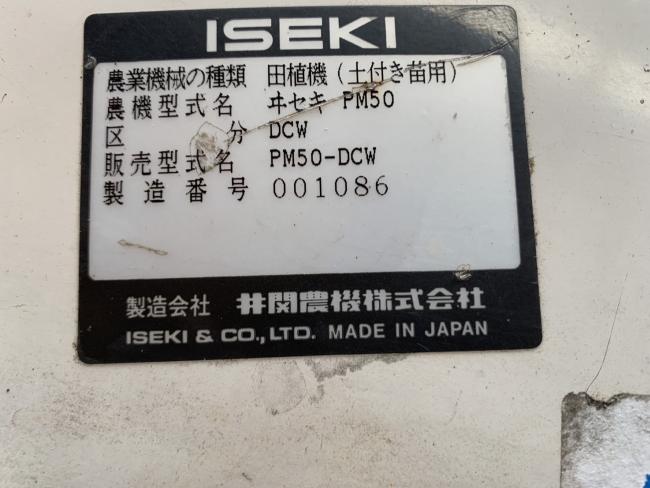 ISEKI
農業機械の種類 田植機(土付き苗用)
農機型式名 ヰセキ PM50
区分 DCW
販売型式名 PM50-DCW
製造番号 001086
製造会社 井関農機株式会社
ISEKI & CO.,LTD. MADE IN JAPAN